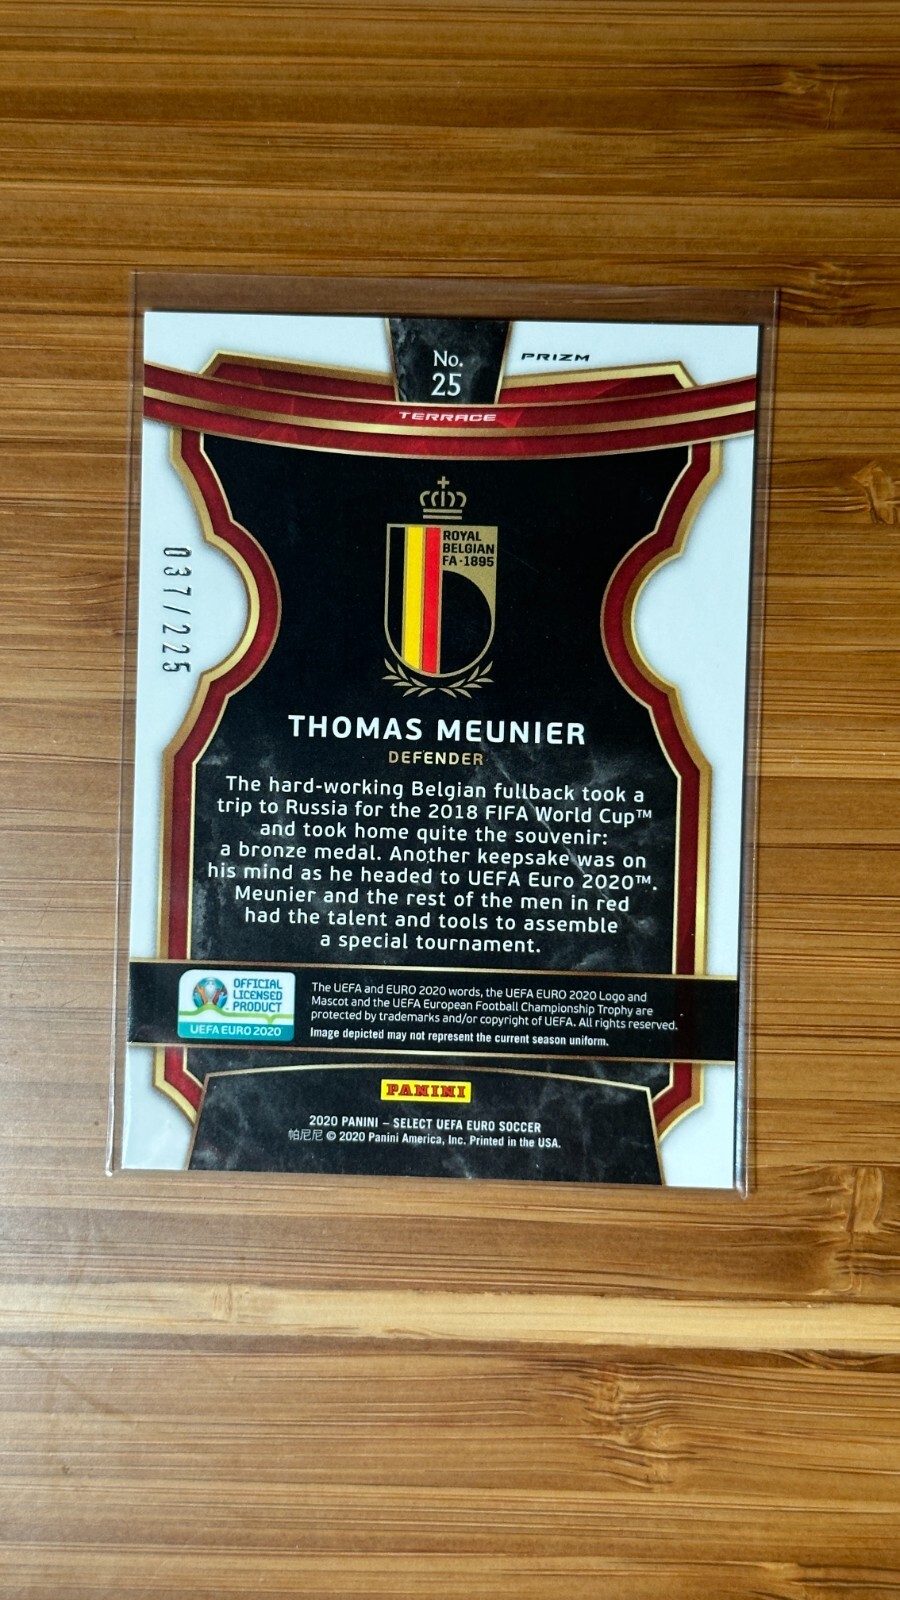 No.
25
PRIZM
TERRACE
ROYAL
BELGIAN
FA·1895
037/225
THOMAS MEUNIER
DEFENDER
The hard-working Belgian fullback took a
trip to Russia for the 2018 FIFA World Cup™
and took home quite the souvenir:
a bronze medal. Another keepsake was on
his mind as he headed to UEFA Euro 2020™.
Meunier and the rest of the men in red
had the talent and tools to assemble
a special tournament.
OFFICIAL
LICENSED
PRODUCT
UEFA EURO 2020
The UEFA and EURO 2020 words, the UEFA EURO 2020 Logo and
Mascot and the UEFA European Football Championship Trophy are
protected by trademarks and/or copyright of UEFA. All rights reserved.
Image depicted may not represent the current season uniform.
PANINI
2020 PANINI – SELECT UEFA EURO SOCCER
帕尼尼 © 2020 Panini America, Inc. Printed in the USA.